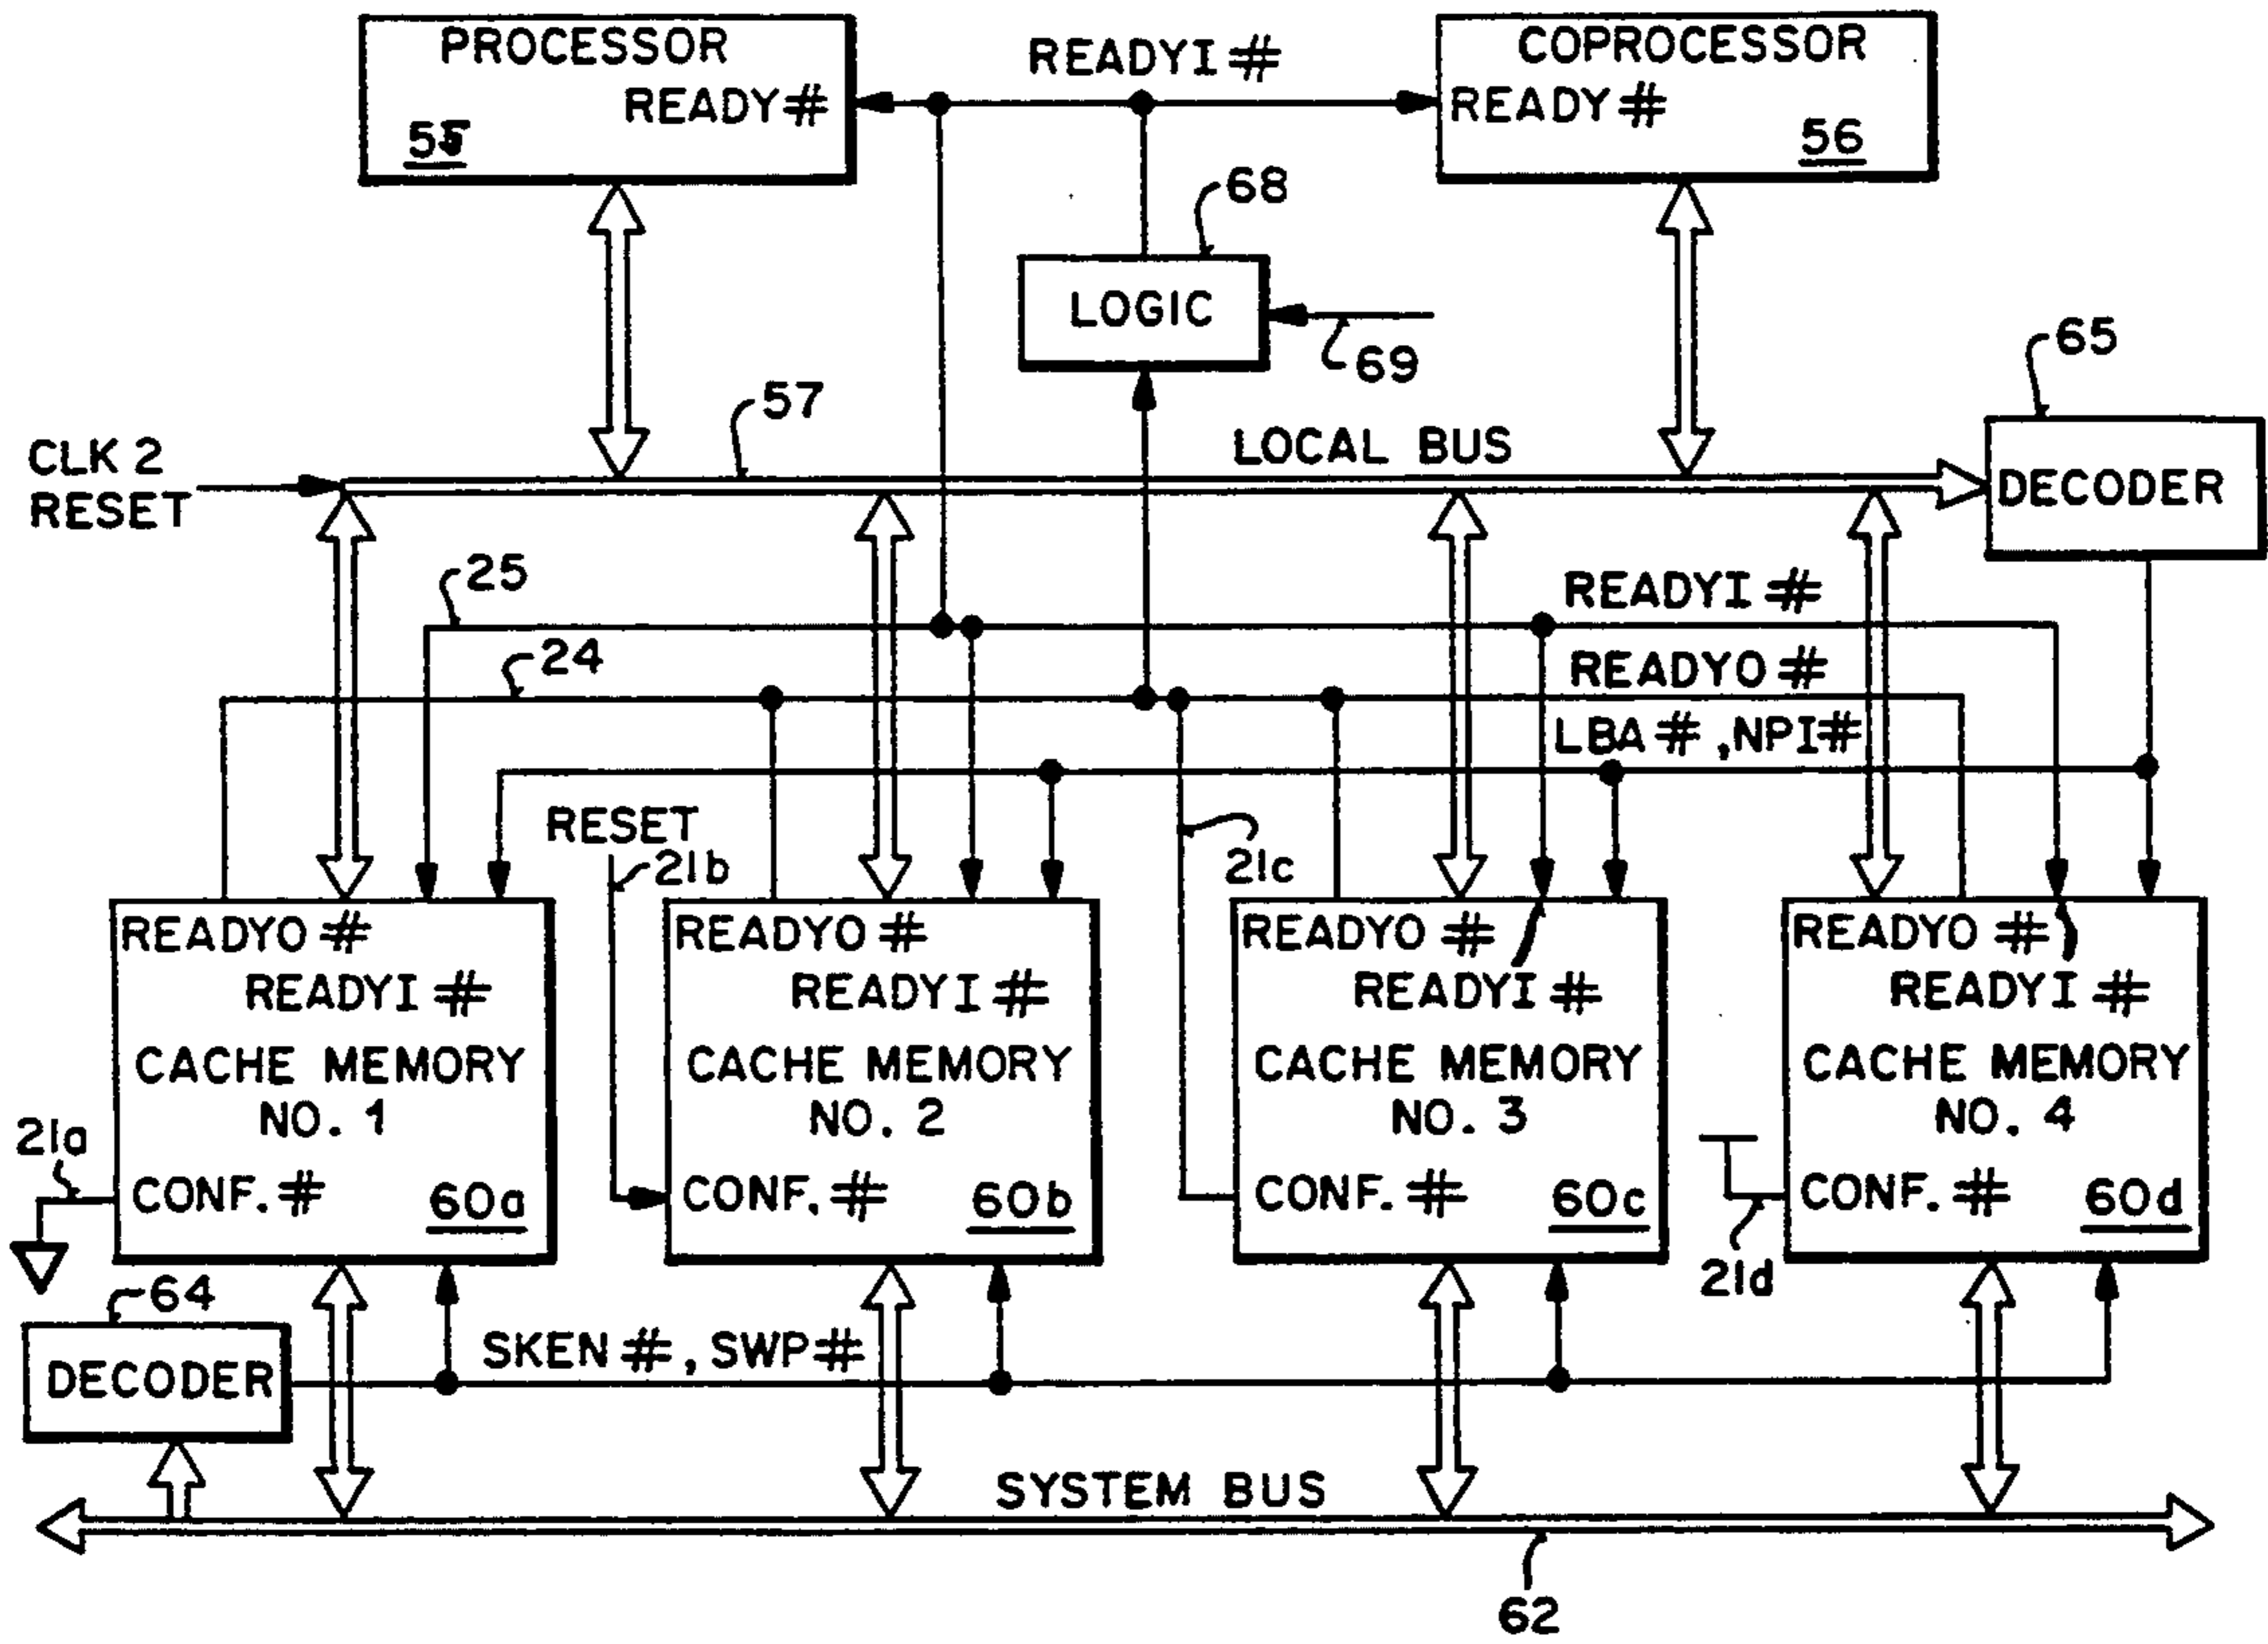 PROCESSOR
READY#
55
READYI#
COPROCESSOR
READY#
56
68
LOGIC
69
65
57
CLK 2
RESET
LOCAL BUS
DECODER
25
READYI#
24
READYO#
LBA#,NPI#
RESET
21b
21c
READYO#
READYI#
CACHE MEMORY
NO. 1
CONF.#
60a
21a
READYO#
READYI#
CACHE MEMORY
NO. 2
CONF.#
60b
READYO#
READYI#
CACHE MEMORY
NO. 3
CONF.#
60c
READYO#
READYI#
CACHE MEMORY
NO. 4
CONF.#
60d
21d
64
DECODER
SKEN#,SWP#
SYSTEM BUS
62